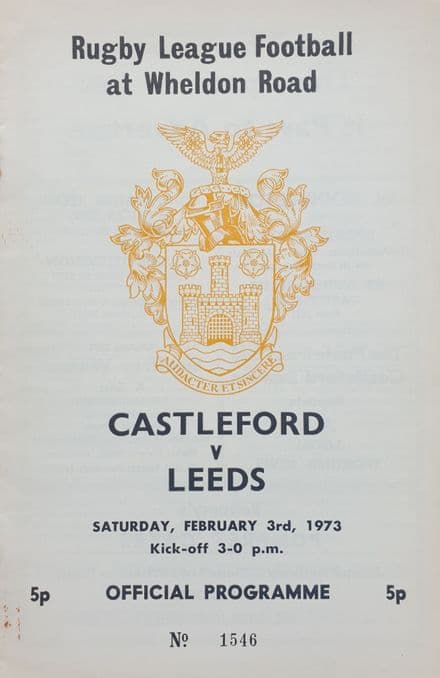 Rugby League Football
at Wheldon Road
AUDACTER ET SINCERE
CASTLEFORD
v
LEEDS
SATURDAY, FEBRUARY 3rd, 1973
Kick-off 3-0 p.m.
5p OFFICIAL PROGRAMME 5p
No 1546